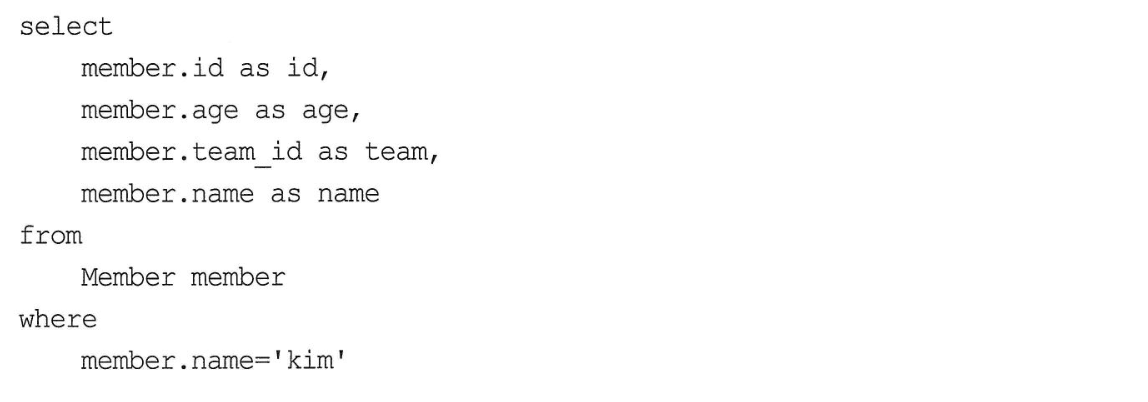 select
    member.id as id,
    member.age as age,
    member.team_id as team,
    member.name as name
from
    Member member
where
    member.name='kim'